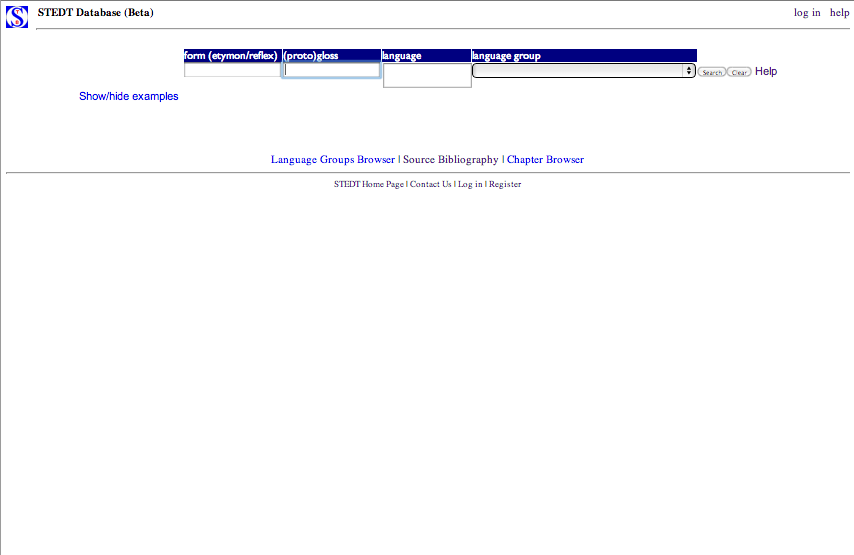 STEDT Database (Beta) log in help
form (etymon/reflex) (proto)gloss language language group
Search Clear Help
Show/hide examples
Language Groups Browser | Source Bibliography | Chapter Browser
STEDT Home Page | Contact Us | Log in | Register